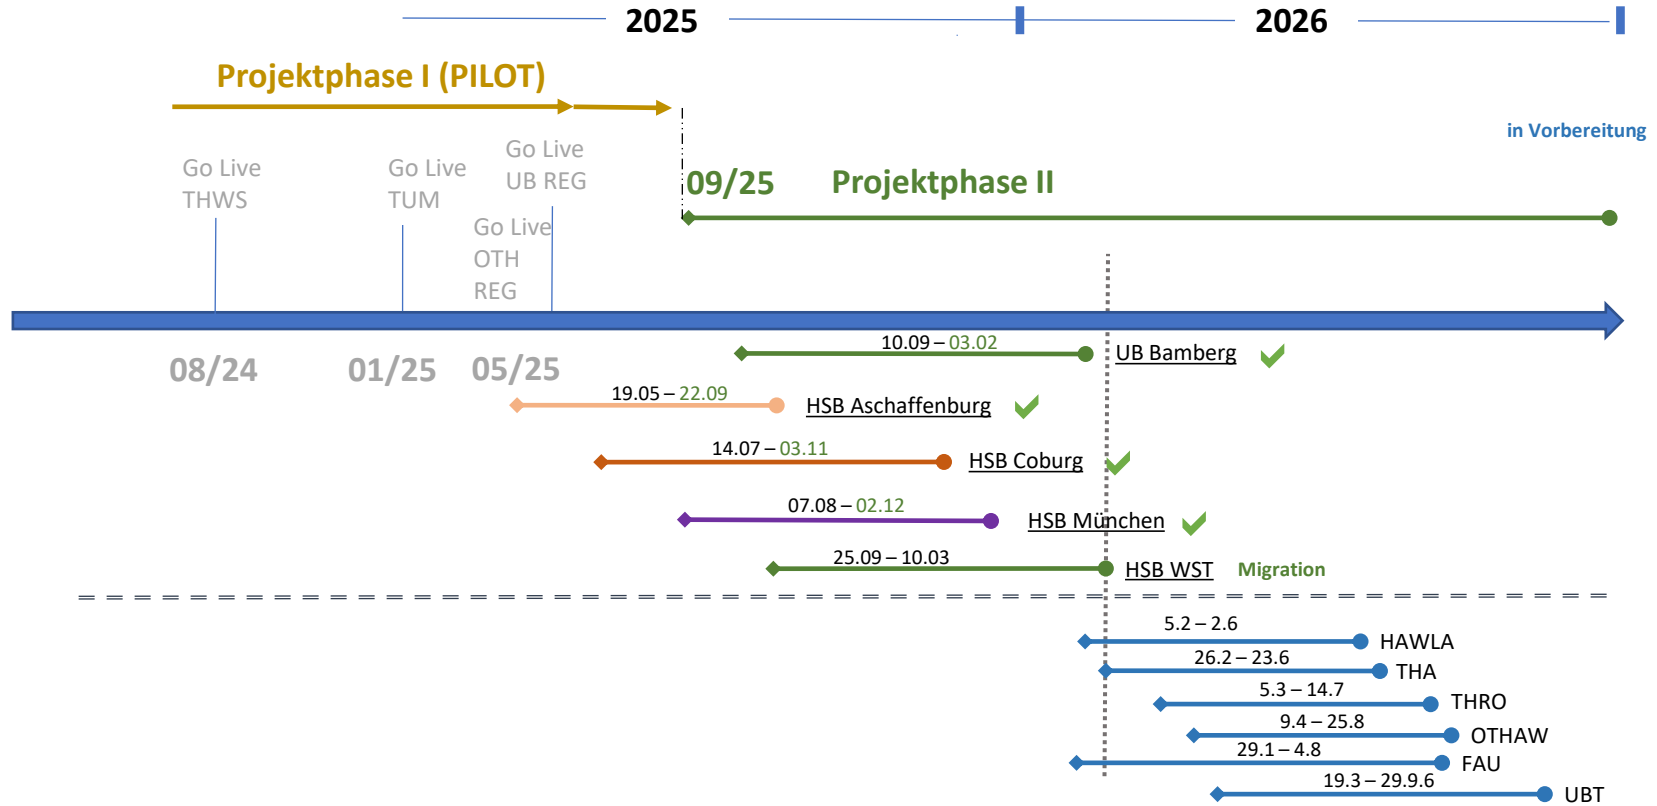 2025
2026
Projektphase I (PILOT)
in Vorbereitung
Go Live
UB REG
Go Live
THWS
Go Live
TUM
09/25
Projektphase II
Go Live
OTH
REG
08/24
01/25
05/25
10.09 – 03.02
UB Bamberg
19.05 – 22.09
HSB Aschaffenburg
14.07 – 03.11
HSB Coburg
07.08 – 02.12
HSB München
25.09 – 10.03
HSB WST
Migration
5.2 – 2.6
HAWLA
26.2 – 23.6
THA
5.3 – 14.7
THRO
9.4 – 25.8
OTHAW
29.1 – 4.8
FAU
19.3 – 29.9.6
UBT